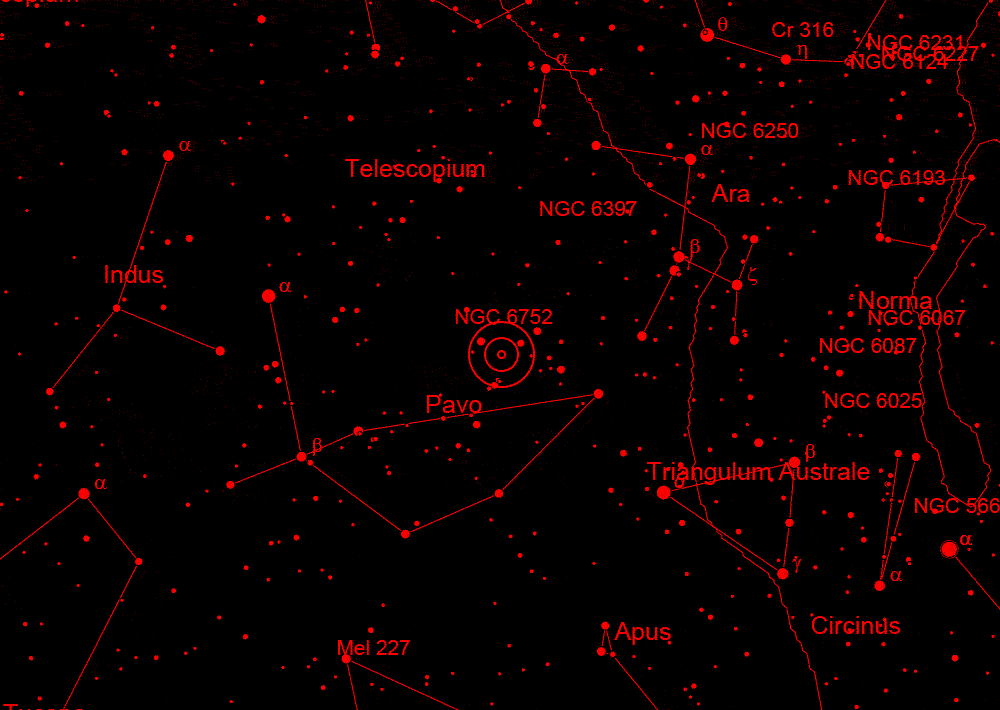 θ
Cr 316
η
NGC 6231
NGC 6227
NGC 6124
α
NGC 6250
α
α
Telescopium
NGC 6193
Ara
NGC 6397
β
ζ
Indus
α
Norma
NGC 6752
NGC 6067
NGC 6087
NGC 6025
Pavo
β
β
Triangulum Australe
α
α
NGC 566
α
γ
α
Circinus
Apus
Mel 227